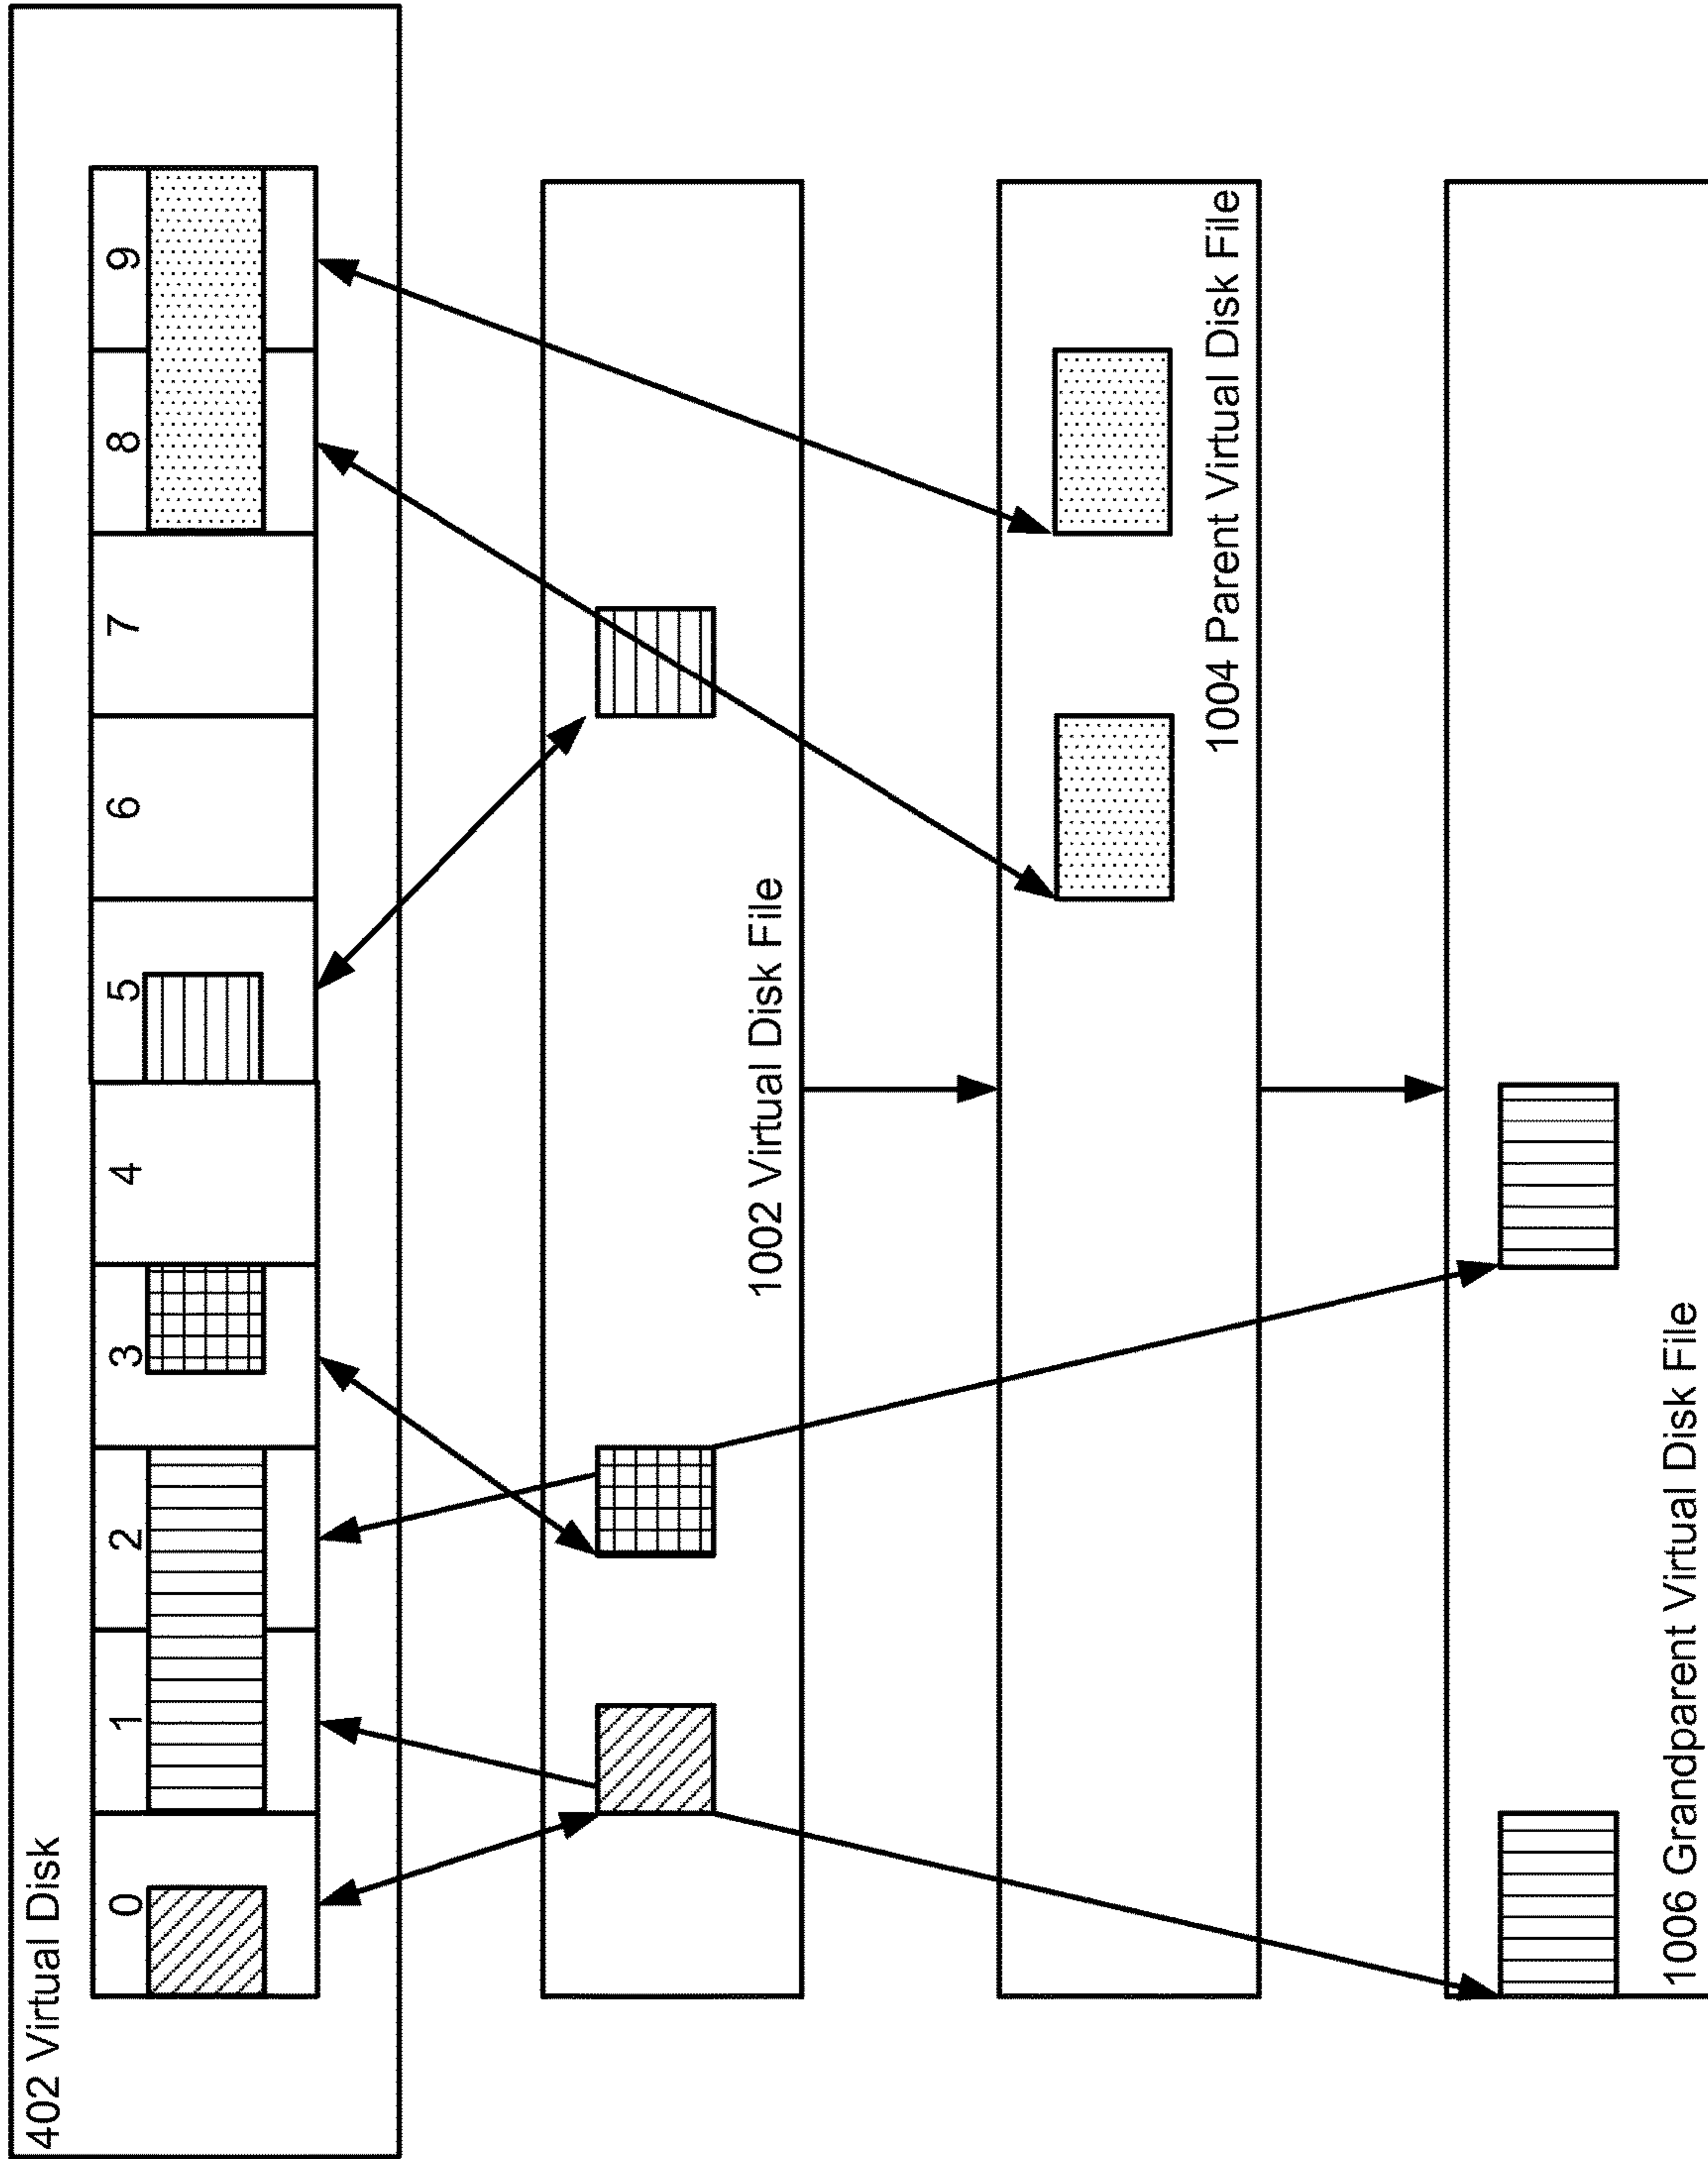 402 Virtual Disk
0 1 2 3 4 5 6 7 8 9
1002 Virtual Disk File
1004 Parent Virtual Disk File
1006 Grandparent Virtual Disk File